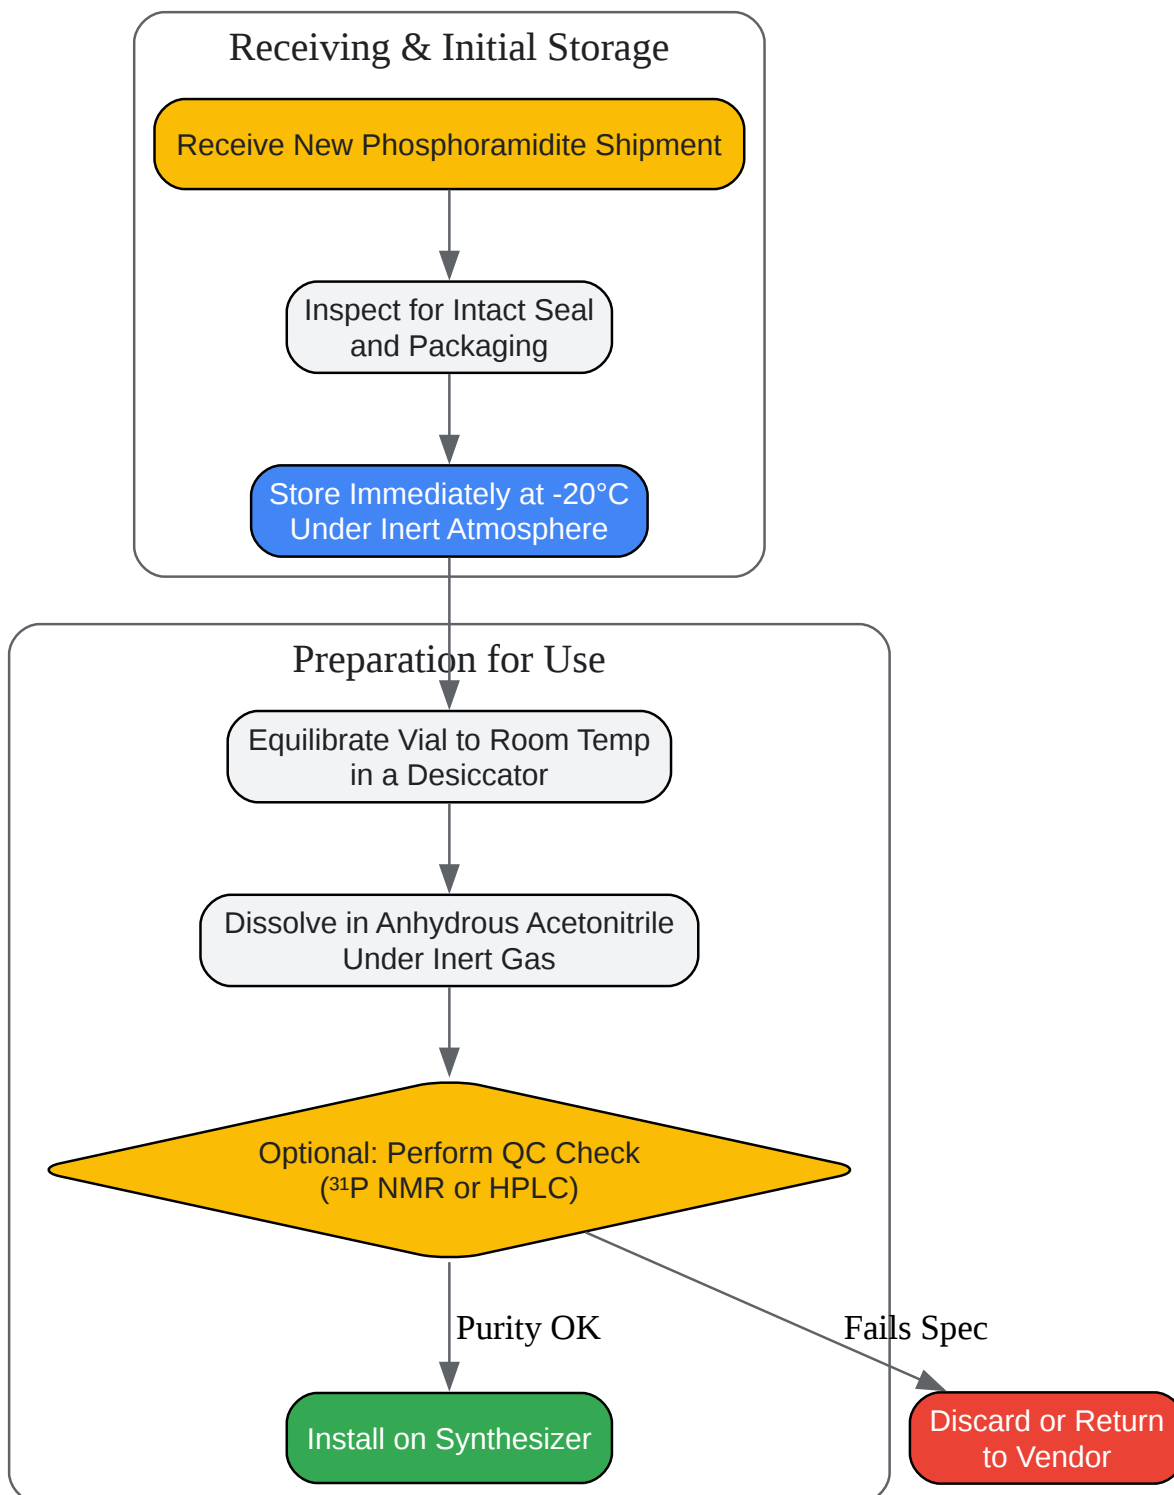 Receiving & Initial Storage
Receive New Phosphoramidite Shipment
Inspect for Intact Seal
and Packaging
Store Immediately at -20°C
Under Inert Atmosphere
Preparation for Use
Equilibrate Vial to Room Temp
in a Desiccator
Dissolve in Anhydrous Acetonitrile
Under Inert Gas
Optional: Perform QC Check
(³¹P NMR or HPLC)
Purity OK
Fails Spec
Install on Synthesizer
Discard or Return
to Vendor